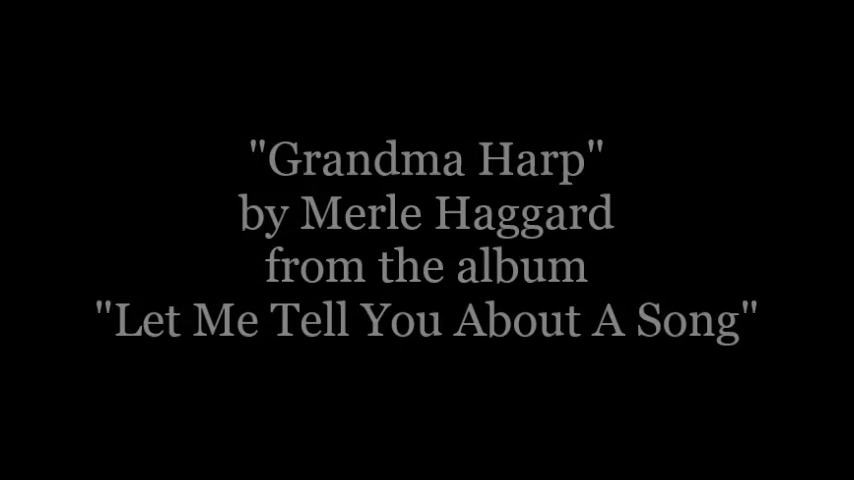 "Grandma Harp"
by Merle Haggard
from the album
"Let Me Tell You About A Song"